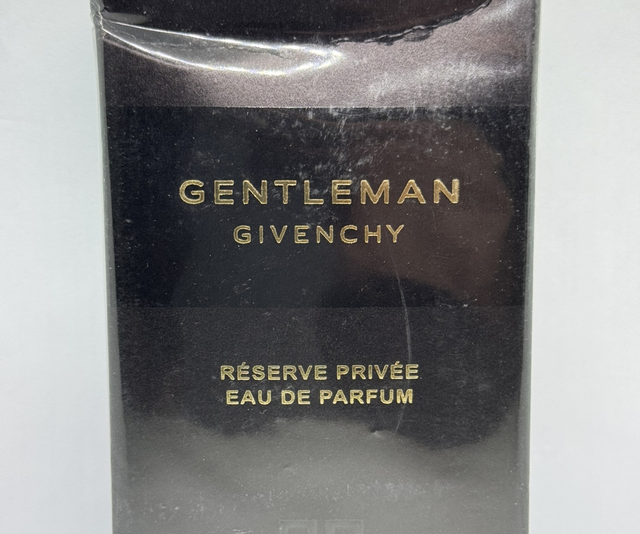 GENTLEMAN
GIVENCHY
RÉSERVE PRIVÉE
EAU DE PARFUM